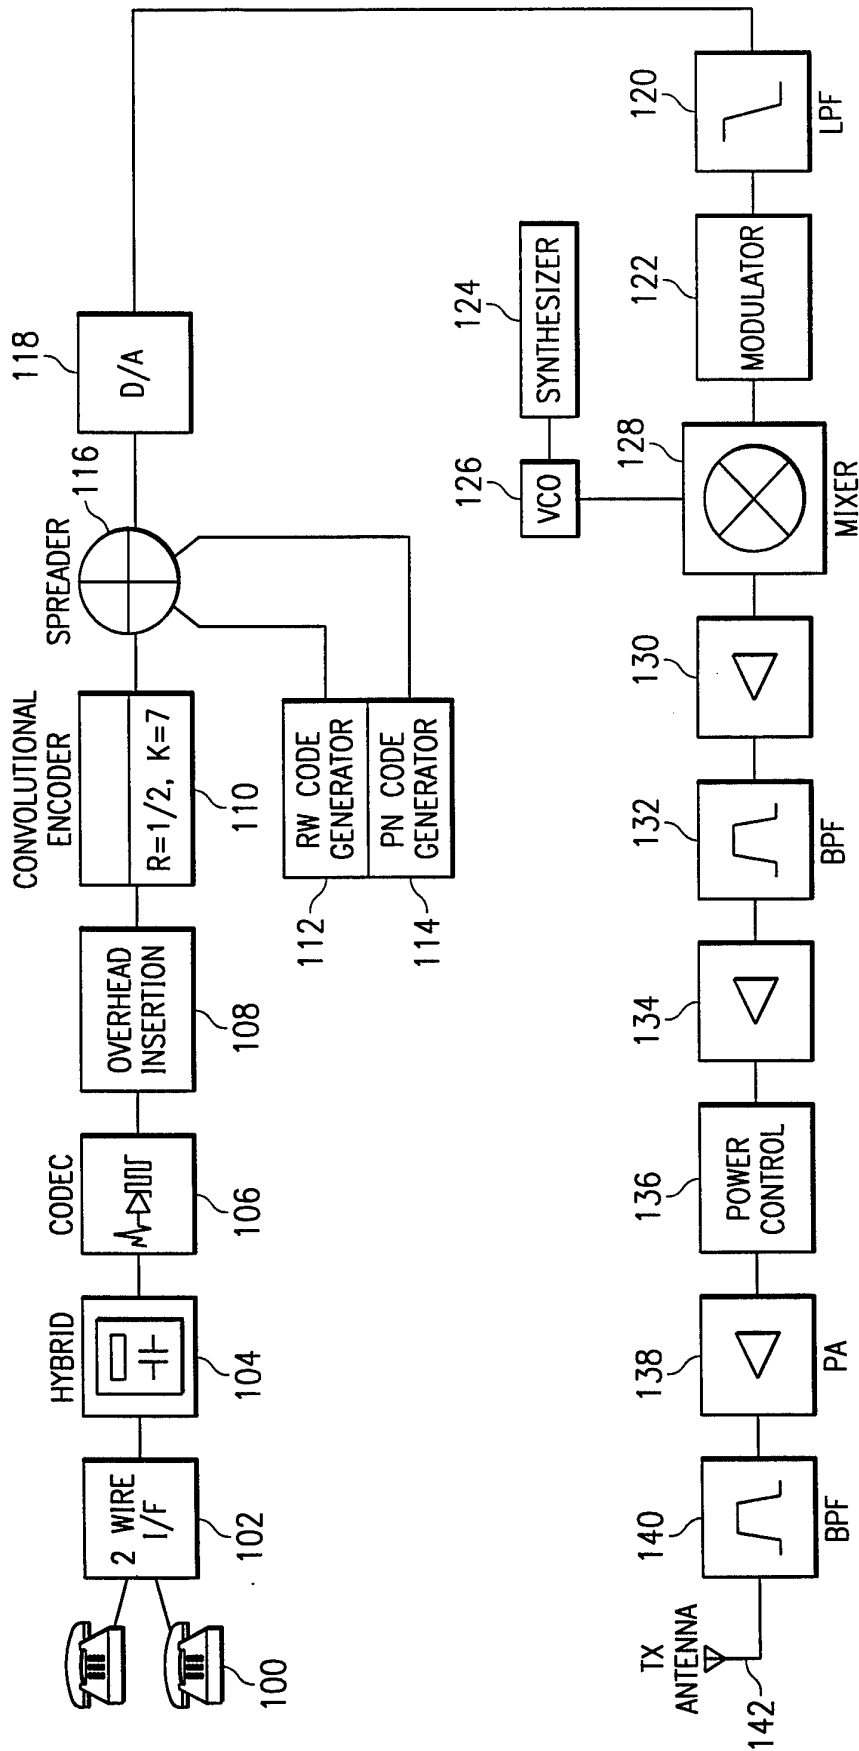 100
2 WIRE
I/F
102
HYBRID
104
CODEC
106
OVERHEAD
INSERTION
108
CONVOLUTIONAL
ENCODER
R=1/2, K=7
110
RW CODE
GENERATOR
112
PN CODE
GENERATOR
114
SPREADER
116
D/A
118
120
LPF
122
MODULATOR
124
SYNTHESIZER
126
VCO
128
MIXER
130
132
BPF
134
136
POWER
CONTROL
138
PA
140
BPF
TX
ANTENNA
142